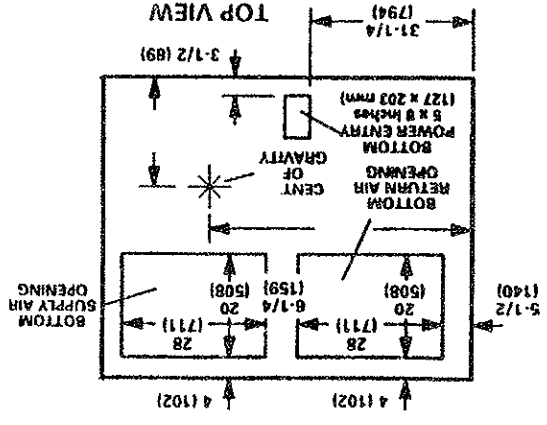 4 (102)
4 (102)
5-1/2
(140)
28
(711)
28
(711)
BOTTOM
SUPPLY AIR
OPENING
20
(508)
6-1/4
(159)
20
(508)
BOTTOM
RETURN AIR
OPENING
CENT
OF
GRAVITY
BOTTOM
POWER ENTRY
5 x 8 inches
(127 x 203 mm)
3-1/2 (89)
31-1/4
(794)
TOP VIEW